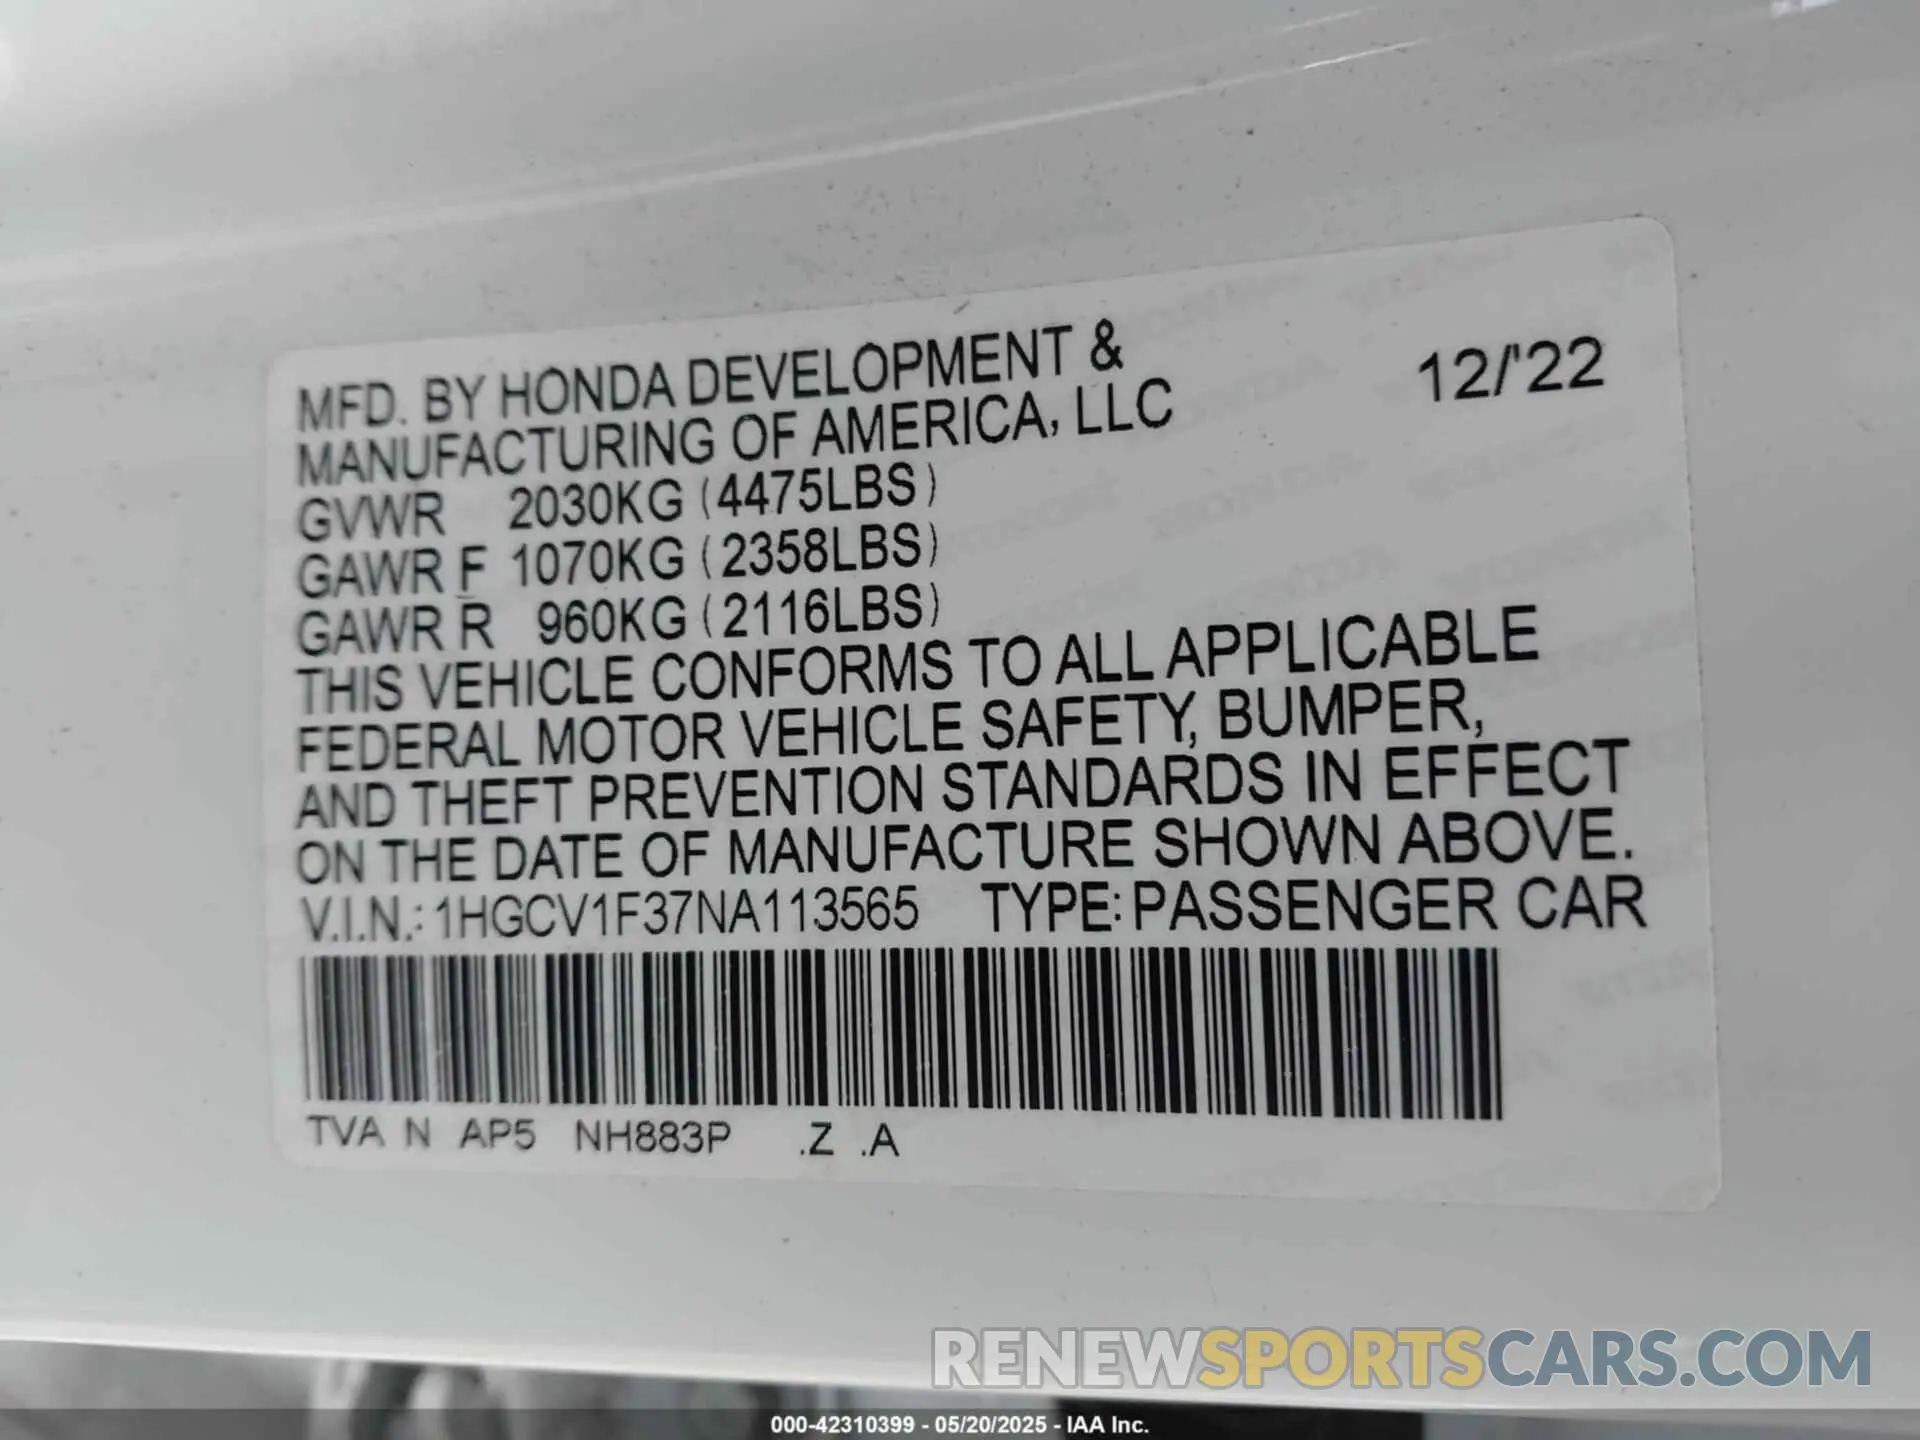 MFD. BY HONDA DEVELOPMENT &
MANUFACTURING OF AMERICA, LLC
12/'22
GVWR 2030KG (4475LBS)
GAWR F 1070KG (2358LBS)
GAWR R 960KG (2116LBS)
THIS VEHICLE CONFORMS TO ALL APPLICABLE
FEDERAL MOTOR VEHICLE SAFETY, BUMPER,
AND THEFT PREVENTION STANDARDS IN EFFECT
ON THE DATE OF MANUFACTURE SHOWN ABOVE.
V.I.N.: 1HGCV1F37NA113565 TYPE: PASSENGER CAR
TVA N AP5 NH883P .Z .A
RENEWSPORTSCARS.COM
000-42310399 - 05/20/2025 - IAA Inc.